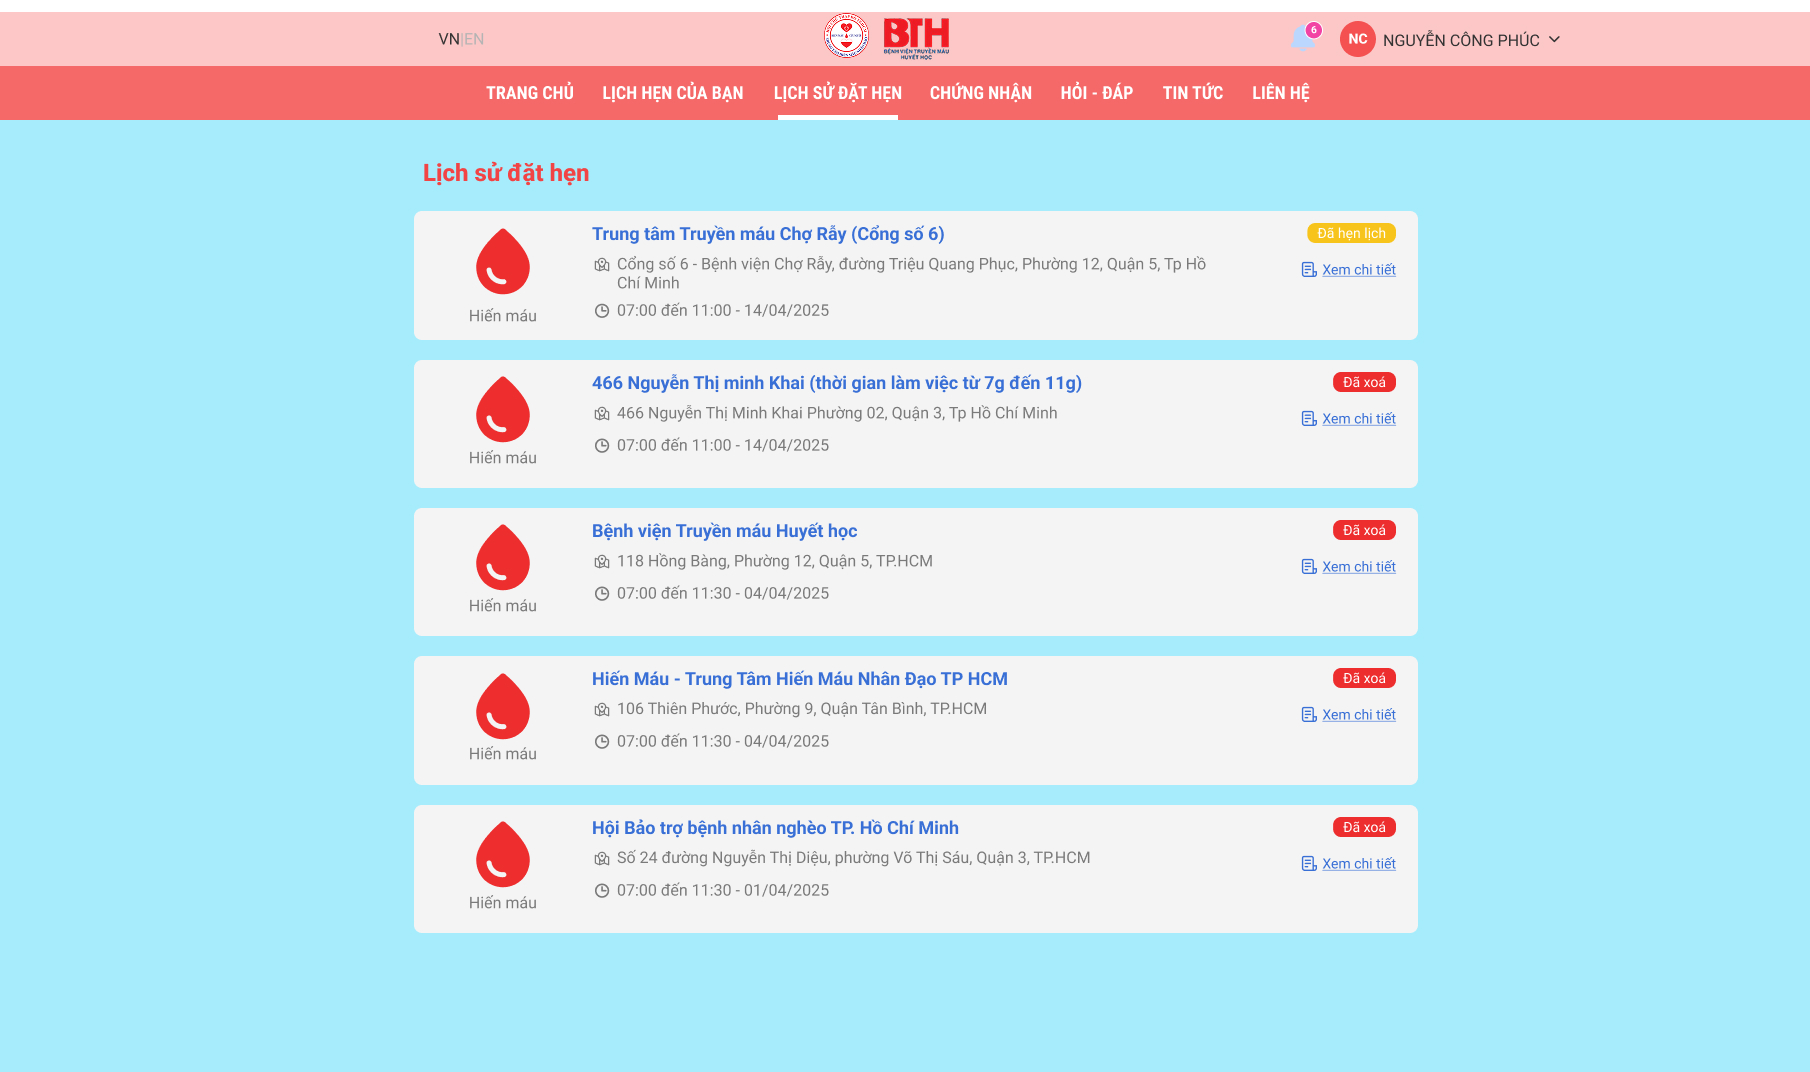 VN|EN
BTH
BỆNH VIỆN TRUYỀN MÁU
HUYẾT HỌC
6
NC
NGUYỄN CÔNG PHÚC
TRANG CHỦ
LỊCH HẸN CỦA BẠN
LỊCH SỬ ĐẶT HẸN
CHỨNG NHẬN
HỎI - ĐÁP
TIN TỨC
LIÊN HỆ
Lịch sử đặt hẹn
Hiến máu
Trung tâm Truyền máu Chợ Rẫy (Cổng số 6)
Cổng số 6 - Bệnh viện Chợ Rẫy, đường Triệu Quang Phục, Phường 12, Quận 5, Tp Hồ
Chí Minh
07:00 đến 11:00 - 14/04/2025
Đã hẹn lịch
Xem chi tiết
Hiến máu
466 Nguyễn Thị minh Khai (thời gian làm việc từ 7g đến 11g)
466 Nguyễn Thị Minh Khai Phường 02, Quận 3, Tp Hồ Chí Minh
07:00 đến 11:00 - 14/04/2025
Đã xoá
Xem chi tiết
Hiến máu
Bệnh viện Truyền máu Huyết học
118 Hồng Bàng, Phường 12, Quận 5, TP.HCM
07:00 đến 11:30 - 04/04/2025
Đã xoá
Xem chi tiết
Hiến máu
Hiến Máu - Trung Tâm Hiến Máu Nhân Đạo TP HCM
106 Thiên Phước, Phường 9, Quận Tân Bình, TP.HCM
07:00 đến 11:30 - 04/04/2025
Đã xoá
Xem chi tiết
Hiến máu
Hội Bảo trợ bệnh nhân nghèo TP. Hồ Chí Minh
Số 24 đường Nguyễn Thị Diệu, phường Võ Thị Sáu, Quận 3, TP.HCM
07:00 đến 11:30 - 01/04/2025
Đã xoá
Xem chi tiết